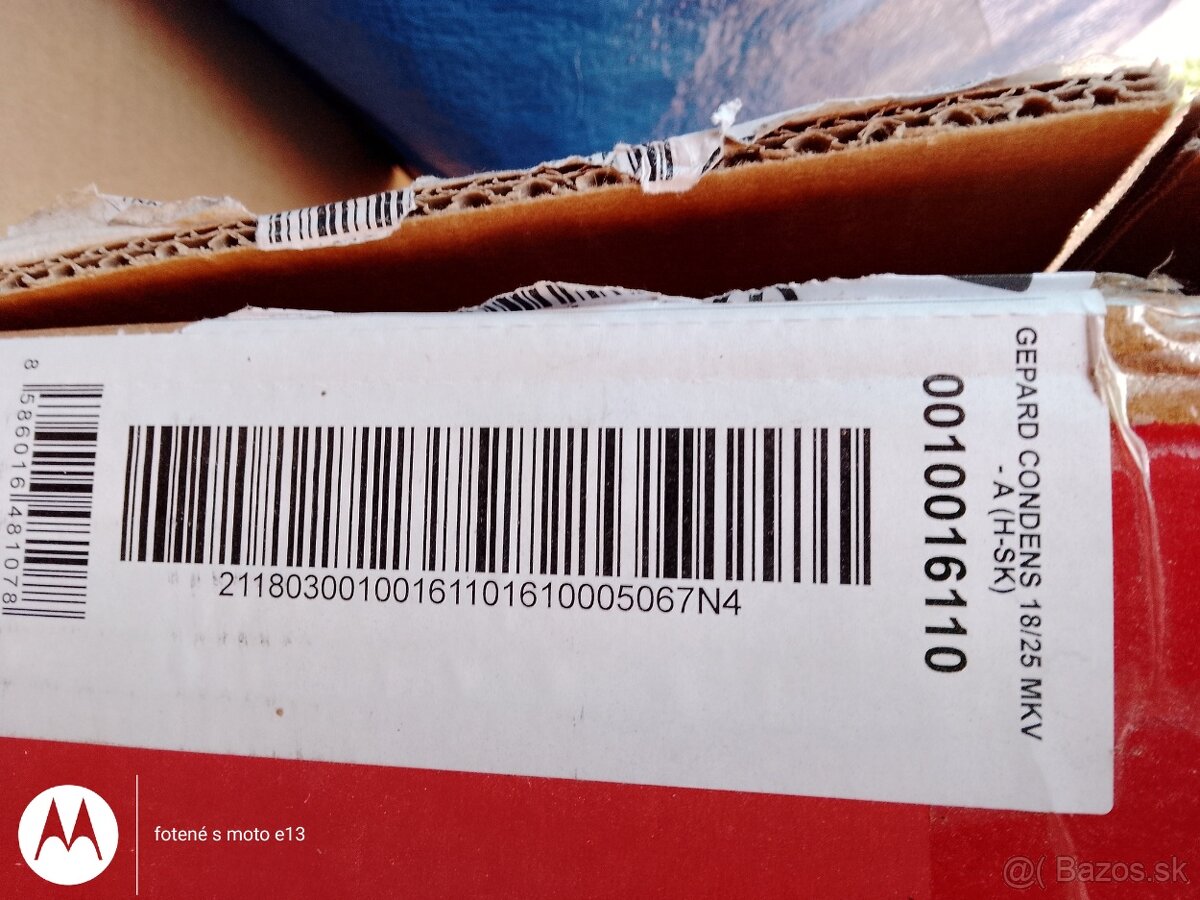 GEPARD CONDENS 18/25 MKV
- A (H-SK)
0010016110
21180300100161101610005067N4
8 586016 481078
fotené s moto e13
@( Bazos.sk